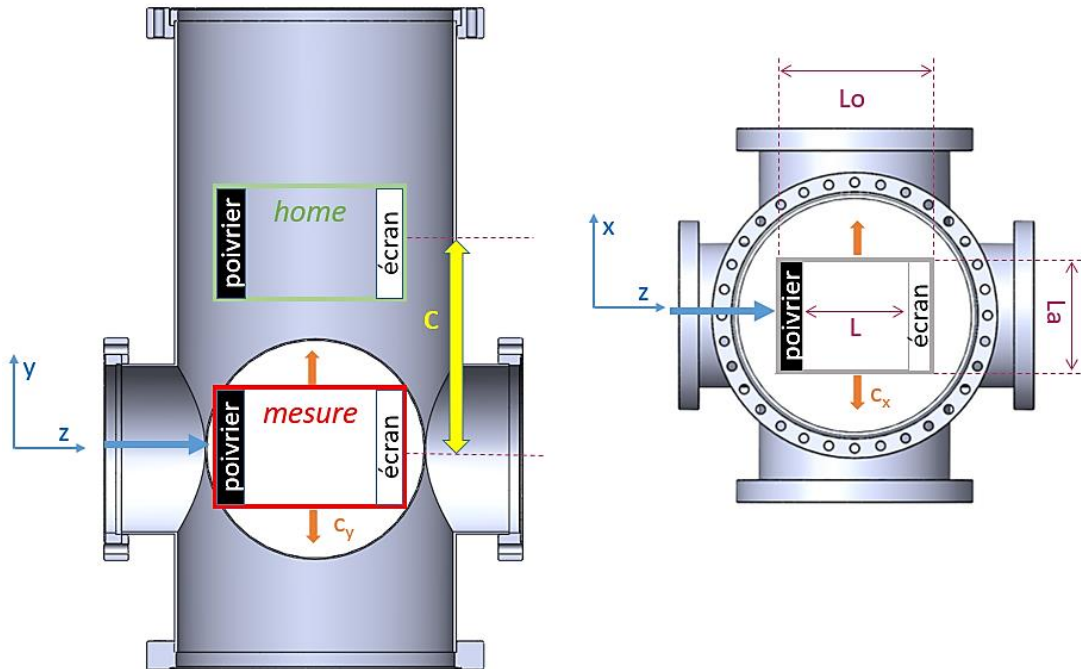 poivrier
home
écran
C
y
z
poivrier
mesure
écran
cy
Lo
x
z
poivrier
L
écran
La
cx